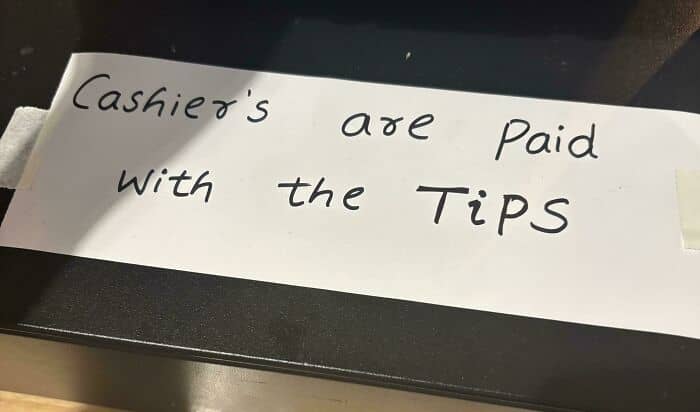 Cashier's are Paid
With the TiPS